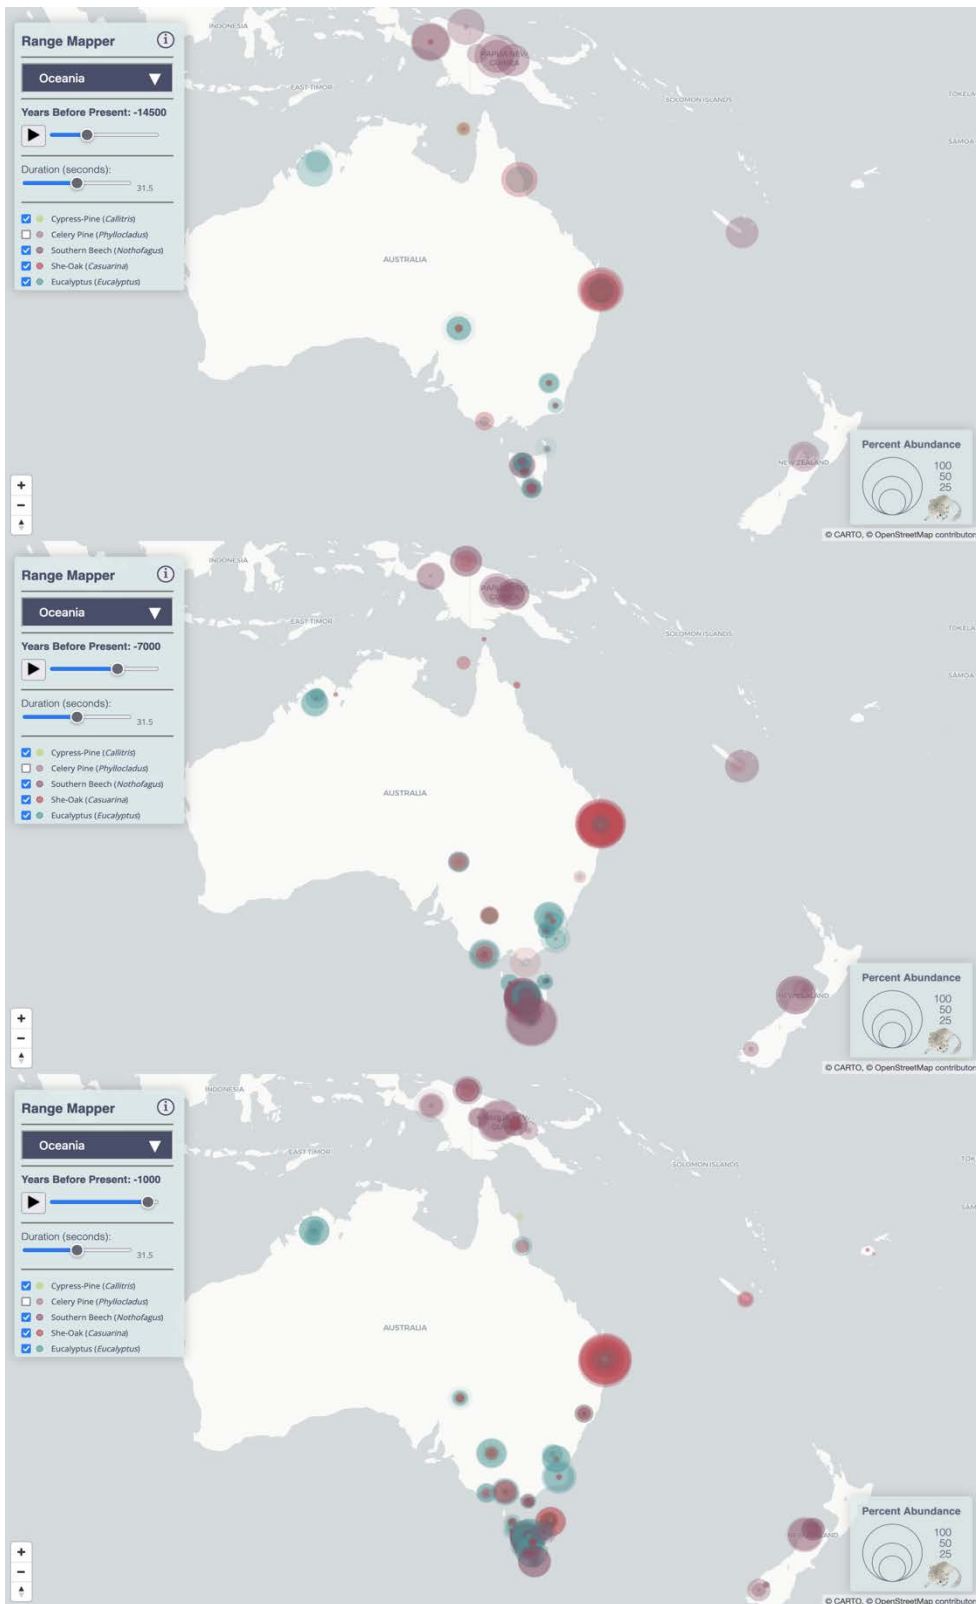 INDONESIA
Range Mapper
i
PAPUA NEW
GUINEA
Oceania
EAST TIMOR
SOLOMON ISLANDS
TOKELA
Years Before Present: -14500
SAMOA
Duration (seconds):
31.5
Cypress-Pine (Callitris)
Celery Pine (Phyllocladus)
Southern Beech (Nothofagus)
She-Oak (Casuarina)
Eucalyptus (Eucalyptus)
AUSTRALIA
Percent Abundance
100
50
25
NEW ZEALAND
+
−
© CARTO, © OpenStreetMap contributors
INDONESIA
Range Mapper
i
Oceania
EAST TIMOR
SOLOMON ISLANDS
TOKELA
Years Before Present: -7000
SAMOA
Duration (seconds):
31.5
Cypress-Pine (Callitris)
Celery Pine (Phyllocladus)
Southern Beech (Nothofagus)
She-Oak (Casuarina)
Eucalyptus (Eucalyptus)
AUSTRALIA
Percent Abundance
100
50
25
NEW ZEALAND
+
−
© CARTO, © OpenStreetMap contributors
INDONESIA
Range Mapper
i
Oceania
EAST TIMOR
SOLOMON ISLANDS
TOK
Years Before Present: -1000
SAM
Duration (seconds):
31.5
Cypress-Pine (Callitris)
Celery Pine (Phyllocladus)
Southern Beech (Nothofagus)
She-Oak (Casuarina)
Eucalyptus (Eucalyptus)
AUSTRALIA
Percent Abundance
100
50
25
+
−
© CARTO, © OpenStreetMap contributors